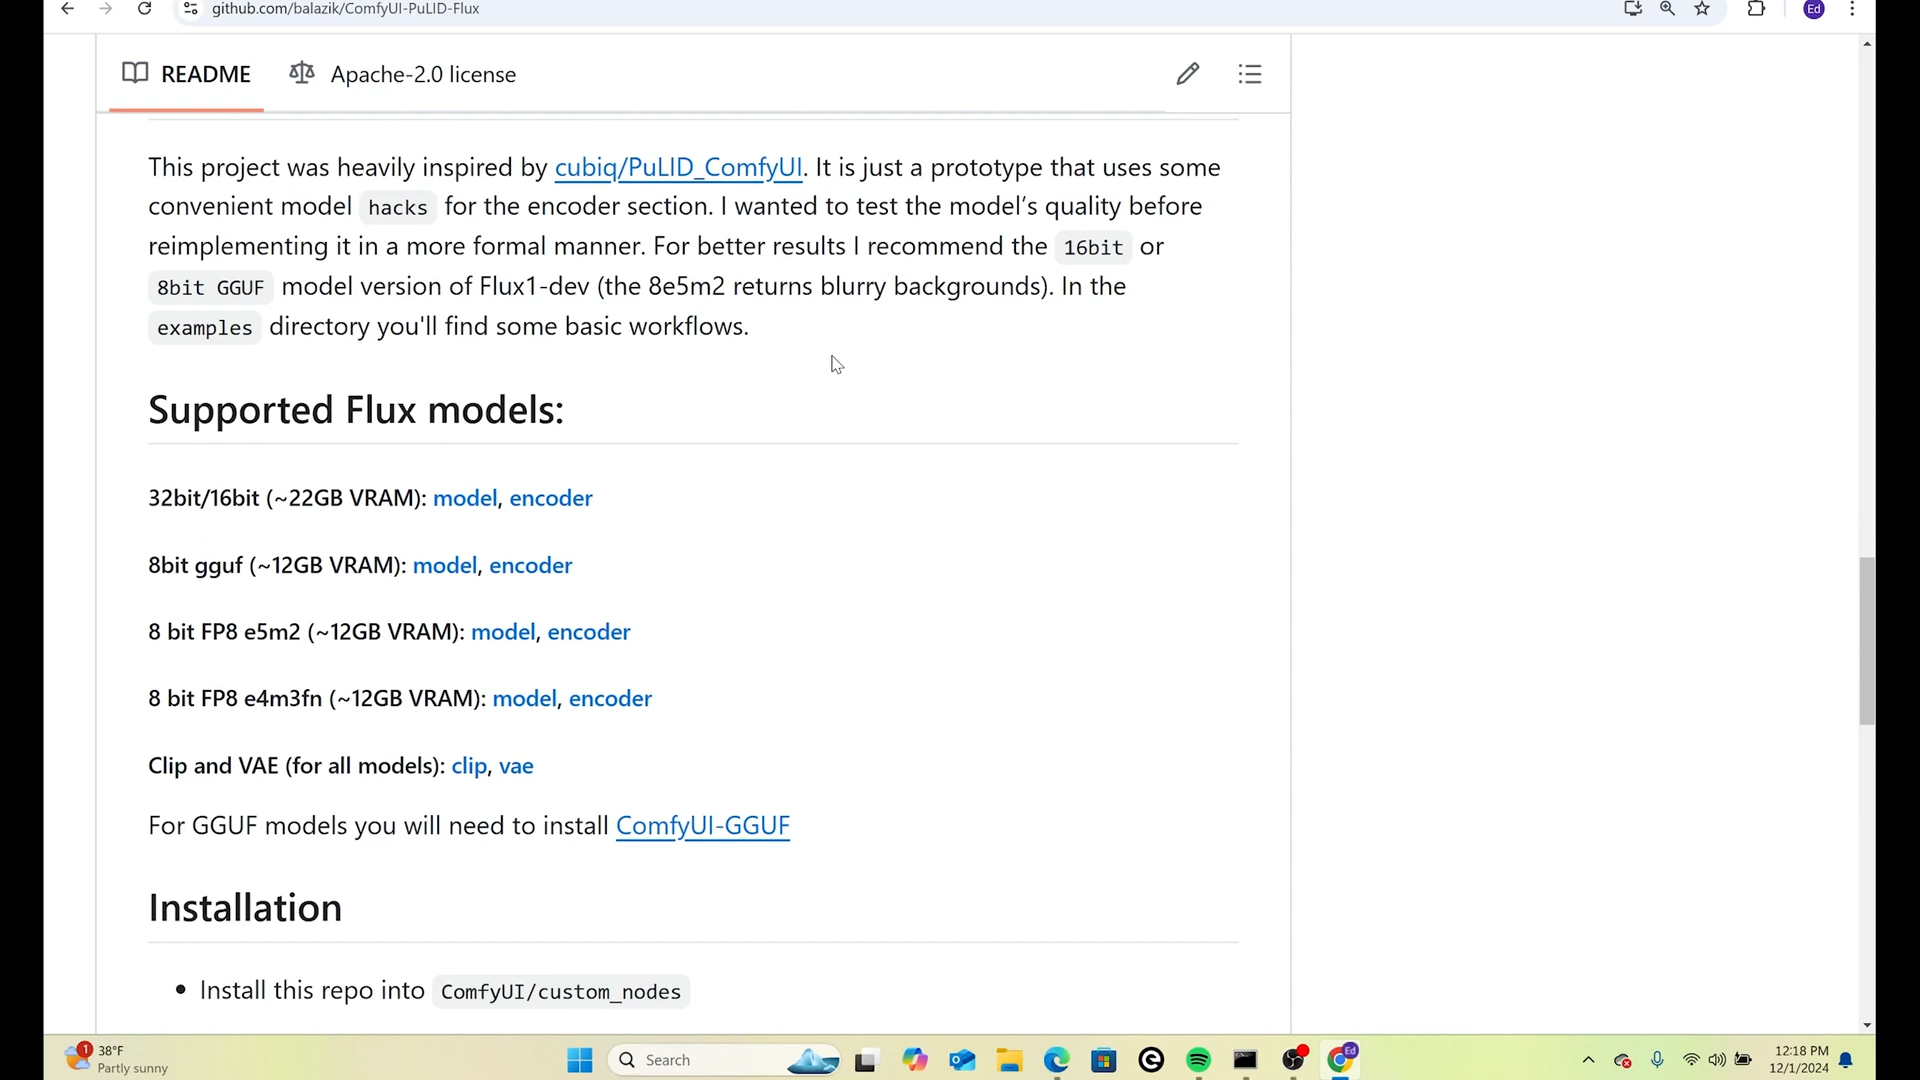 github.com/balazik/ComfyUI-PuLID-Flux
Ed
README
Apache-2.0 license
This project was heavily inspired by cubiq/PuLID_ComfyUI. It is just a prototype that uses some
convenient model hacks for the encoder section. I wanted to test the model’s quality before
reimplementing it in a more formal manner. For better results I recommend the 16bit or
8bit GGUF model version of Flux1-dev (the 8e5m2 returns blurry backgrounds). In the
examples directory you'll find some basic workflows.
Supported Flux models:
32bit/16bit (~22GB VRAM): model, encoder
8bit gguf (~12GB VRAM): model, encoder
8 bit FP8 e5m2 (~12GB VRAM): model, encoder
8 bit FP8 e4m3fn (~12GB VRAM): model, encoder
Clip and VAE (for all models): clip, vae
For GGUF models you will need to install ComfyUI-GGUF
Installation
• Install this repo into ComfyUI/custom_nodes
1
38°F
Partly sunny
Search
Ed
12:18 PM
12/1/2024